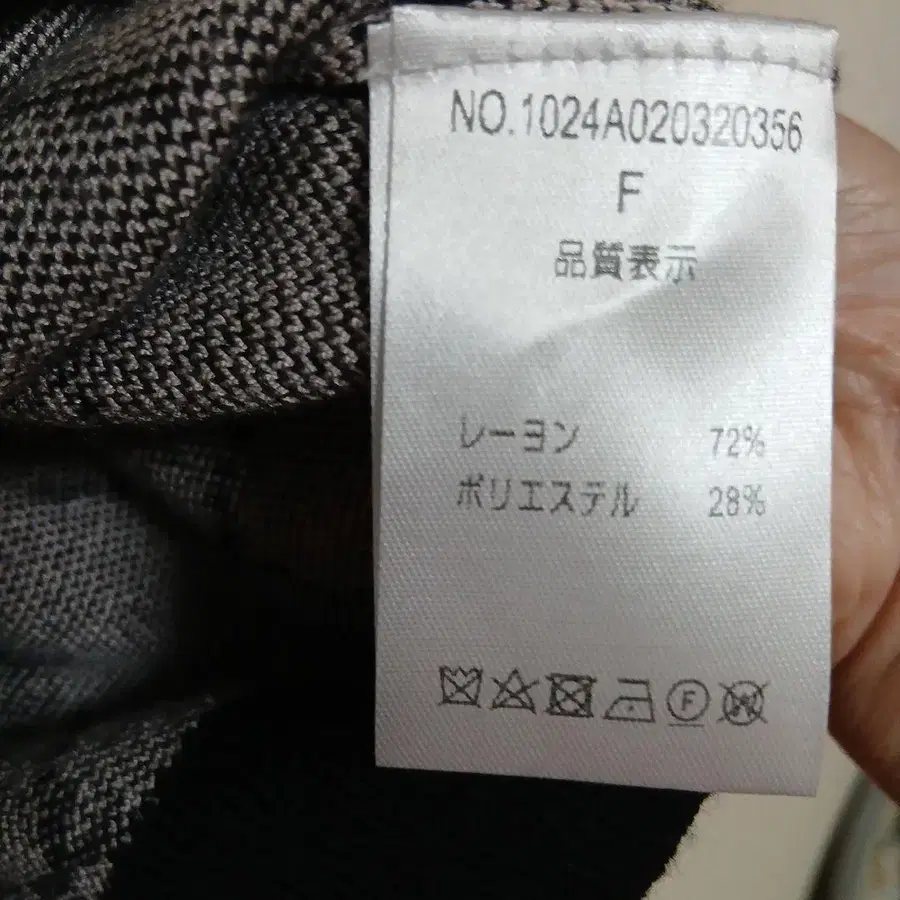 NO.1024A020320356
F
品質表示
レーヨン 72%
ポリエステル 28%
F W